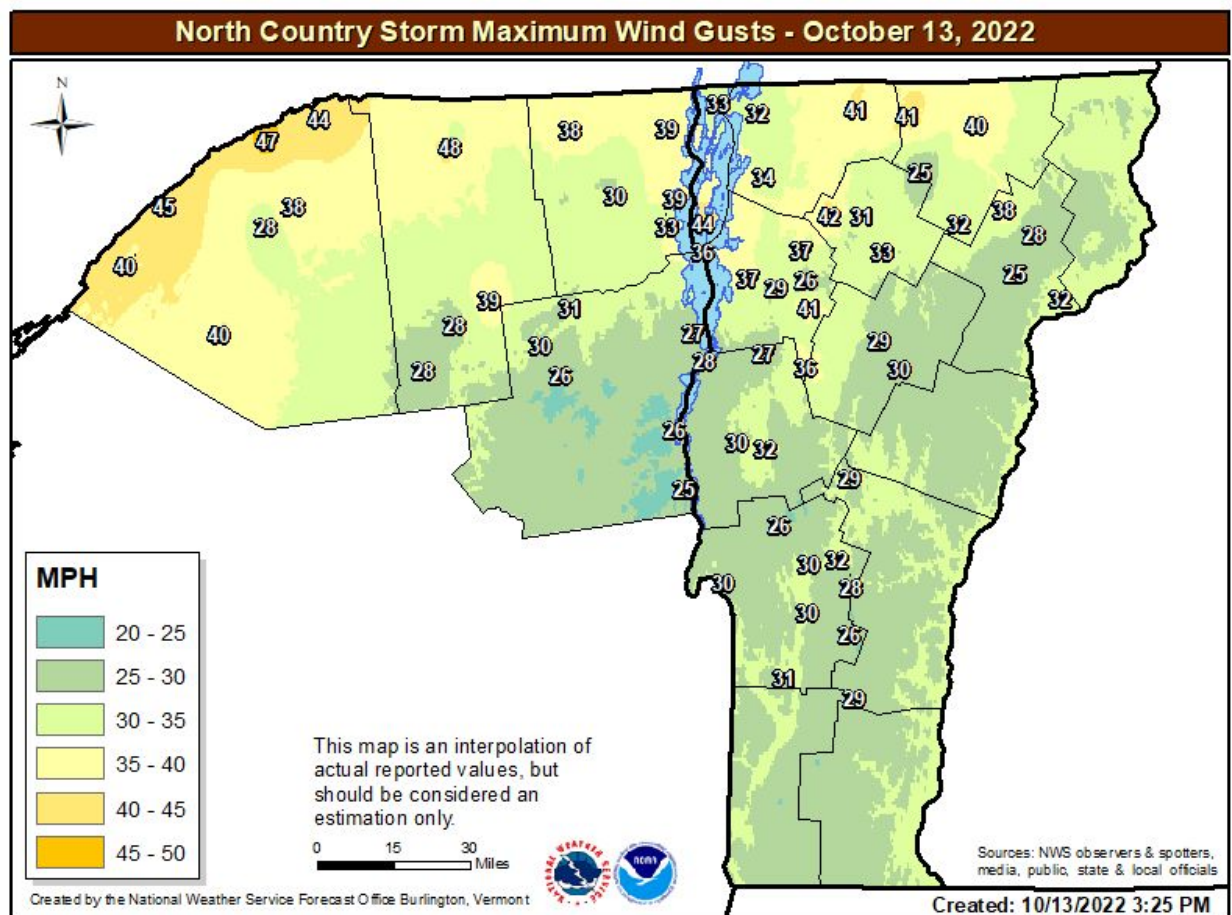 North Country Storm Maximum Wind Gusts - October 13, 2022
N
33 32 41 41 40
44
47 48 38 39
25
34
45 38 28 30 39 33 44 42 31 32 38 28
36 37 33
40 37 29 26 25
39 31 41 32
40 28 30 27 29
28 26 28 27 36 30
26 30 32
25 29
26
30 32
30 28
30
26
31
29
MPH
20 - 25
25 - 30
30 - 35
35 - 40
40 - 45
45 - 50
This map is an interpolation of
actual reported values, but
should be considered an
estimation only.
0 15 30
Miles
NATIONAL WEATHER SERVICE
NOAA
Sources: NWS observers & spotters,
media, public, state & local officials
Created by the National Weather Service Forecast Office Burlington, Vermont
Created: 10/13/2022 3:25 PM